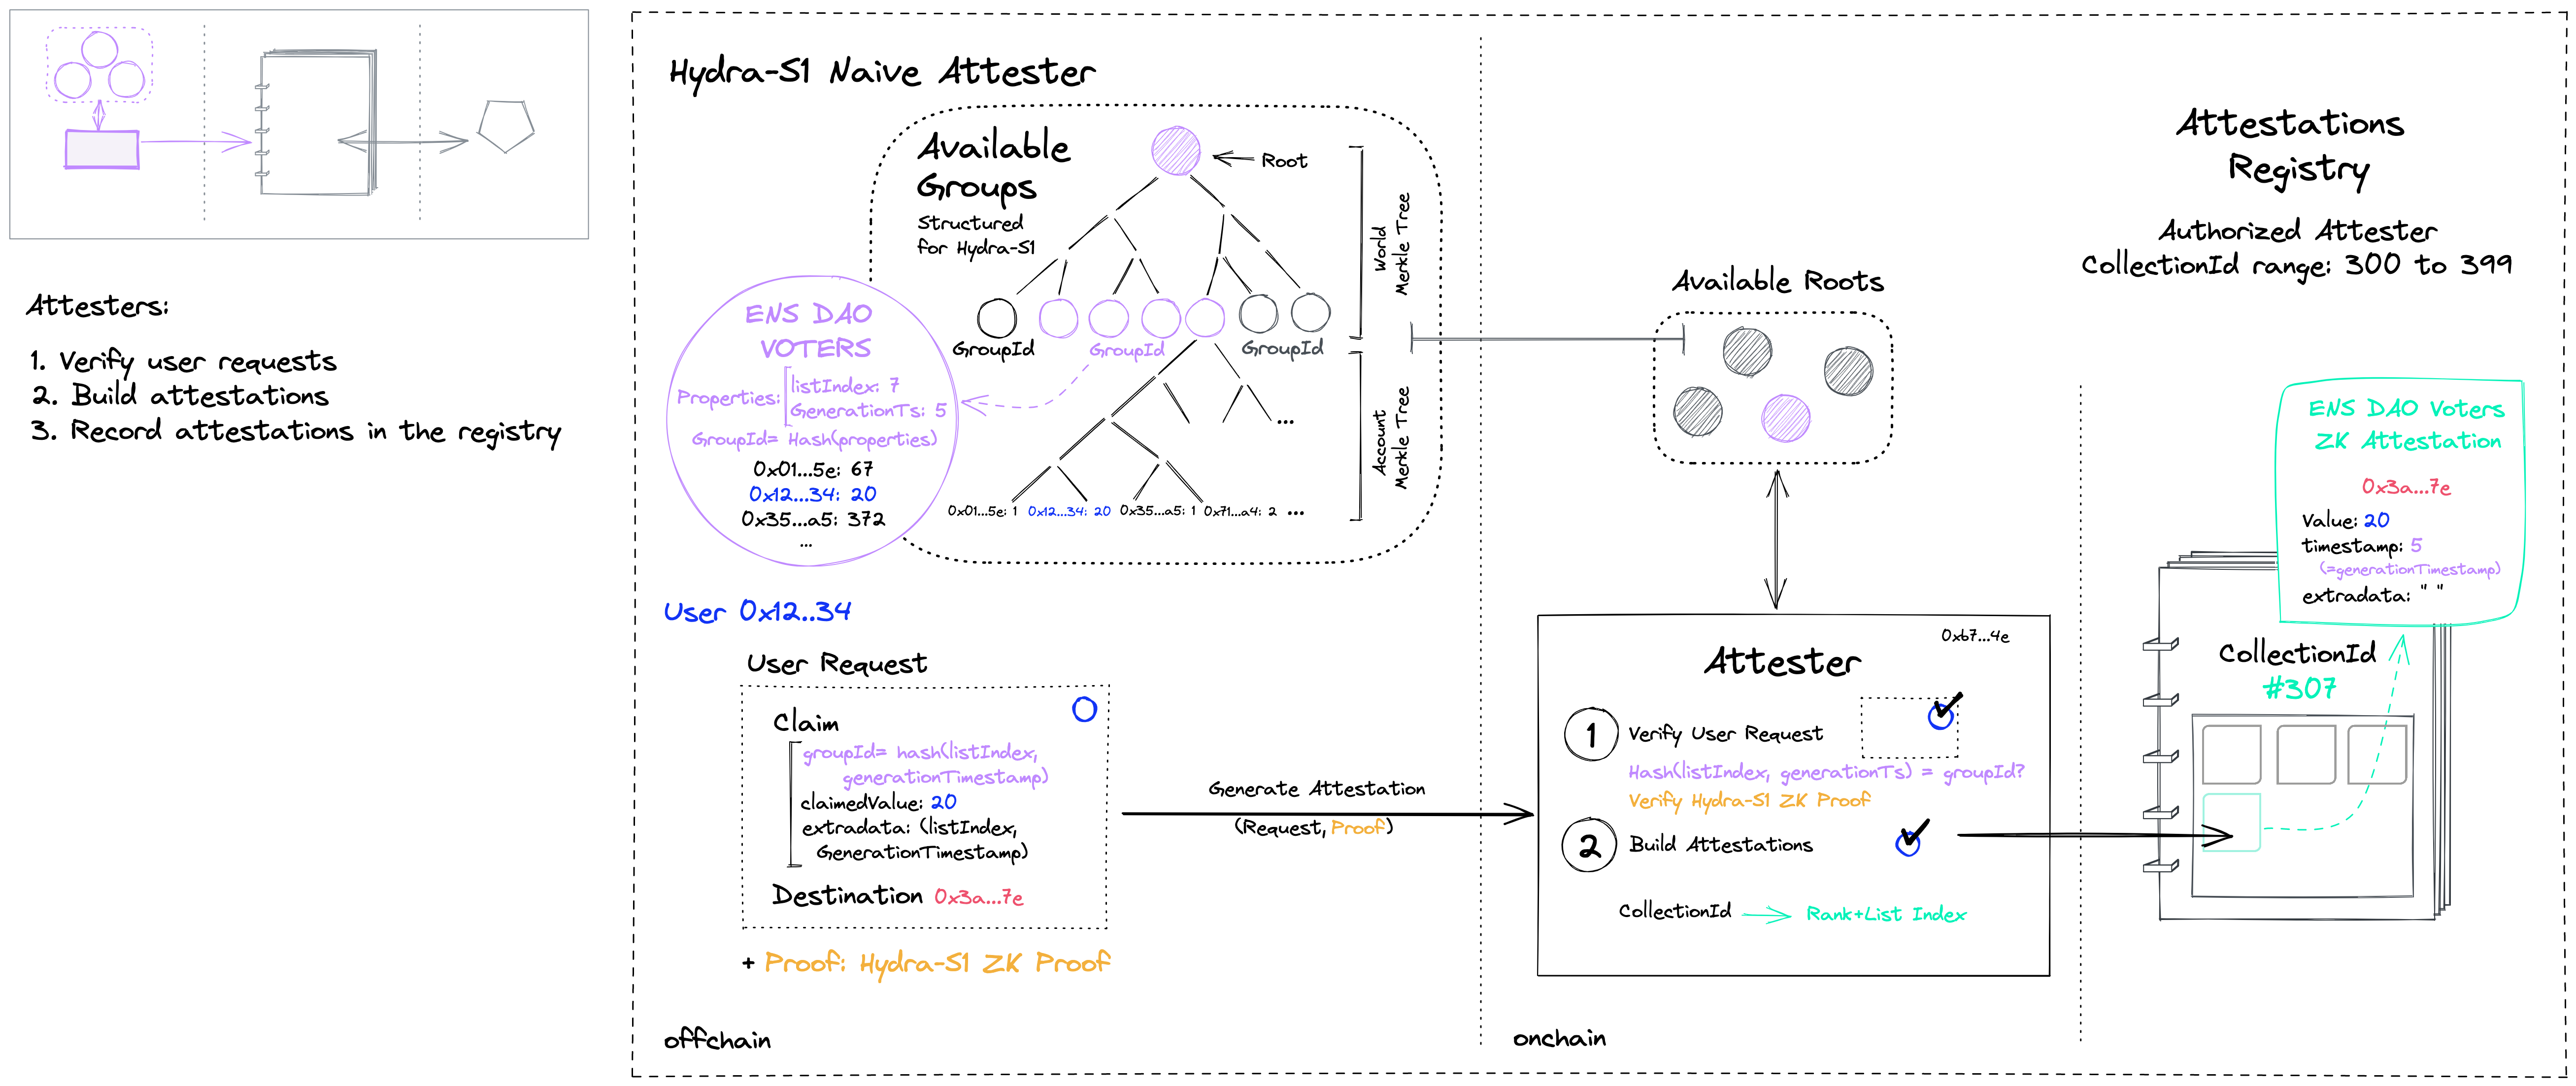 Attesters:
1. Verify user requests
2. Build attestations
3. Record attestations in the registry
Hydra-S1 Naive Attester
Available
Groups
Structured
for Hydra-S1
Root
World
Merkle Tree
GroupId
GroupId
GroupId
Account
Merkle Tree
0x01...5e: 1
0x12...34: 20
0x35...a5: 1
0x71...a4: 2
...
...
ENS DAO
VOTERS
Properties:
listIndex: 7
GenerationTs: 5
GroupId= Hash(properties)
0x01...5e: 67
0x12...34: 20
0x35...a5: 372
...
User 0x12..34
User Request
Claim
groupId= hash(listIndex,
generationTimestamp)
claimedValue: 20
extradata: (listIndex,
GenerationTimestamp)
Destination 0x3a...7e
+ Proof: Hydra-S1 ZK Proof
offchain
Generate Attestation
(Request, Proof)
Available Roots
0xb7...4e
Attester
1 Verify User Request
Hash(listIndex, generationTs) = groupId?
Verify Hydra-S1 ZK Proof
2 Build Attestations
CollectionId
Rank+List Index
onchain
Attestations
Registry
Authorized Attester
CollectionId range: 300 to 399
ENS DAO Voters
ZK Attestation
0x3a...7e
Value: 20
timestamp: 5
(=generationTimestamp)
extradata: " "
CollectionId
#307